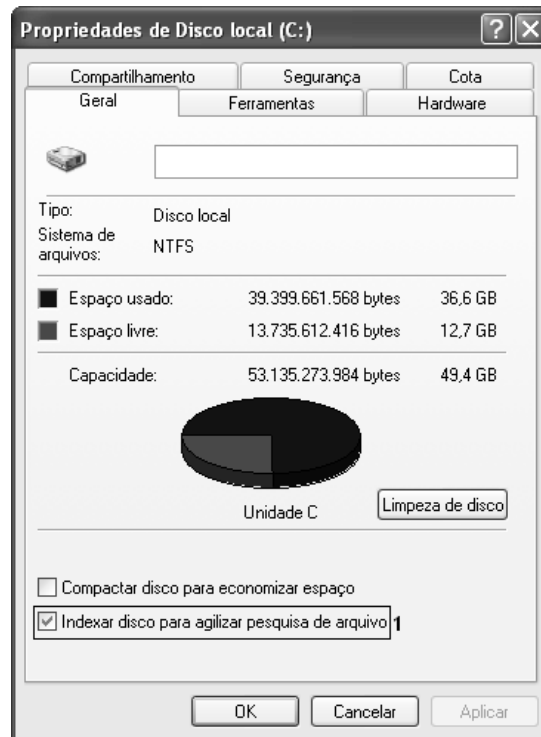 Propriedades de Disco local (C:)
Compartilhamento Segurança Cota
Geral Ferramentas Hardware
Tipo: Disco local
Sistema de arquivos: NTFS
Espaço usado: 39.399.661.568 bytes 36,6 GB
Espaço livre: 13.735.612.416 bytes 12,7 GB
Capacidade: 53.135.273.984 bytes 49,4 GB
Unidade C
Limpeza de disco
Compactar disco para economizar espaço
Indexar disco para agilizar pesquisa de arquivo 1
OK Cancelar Aplicar